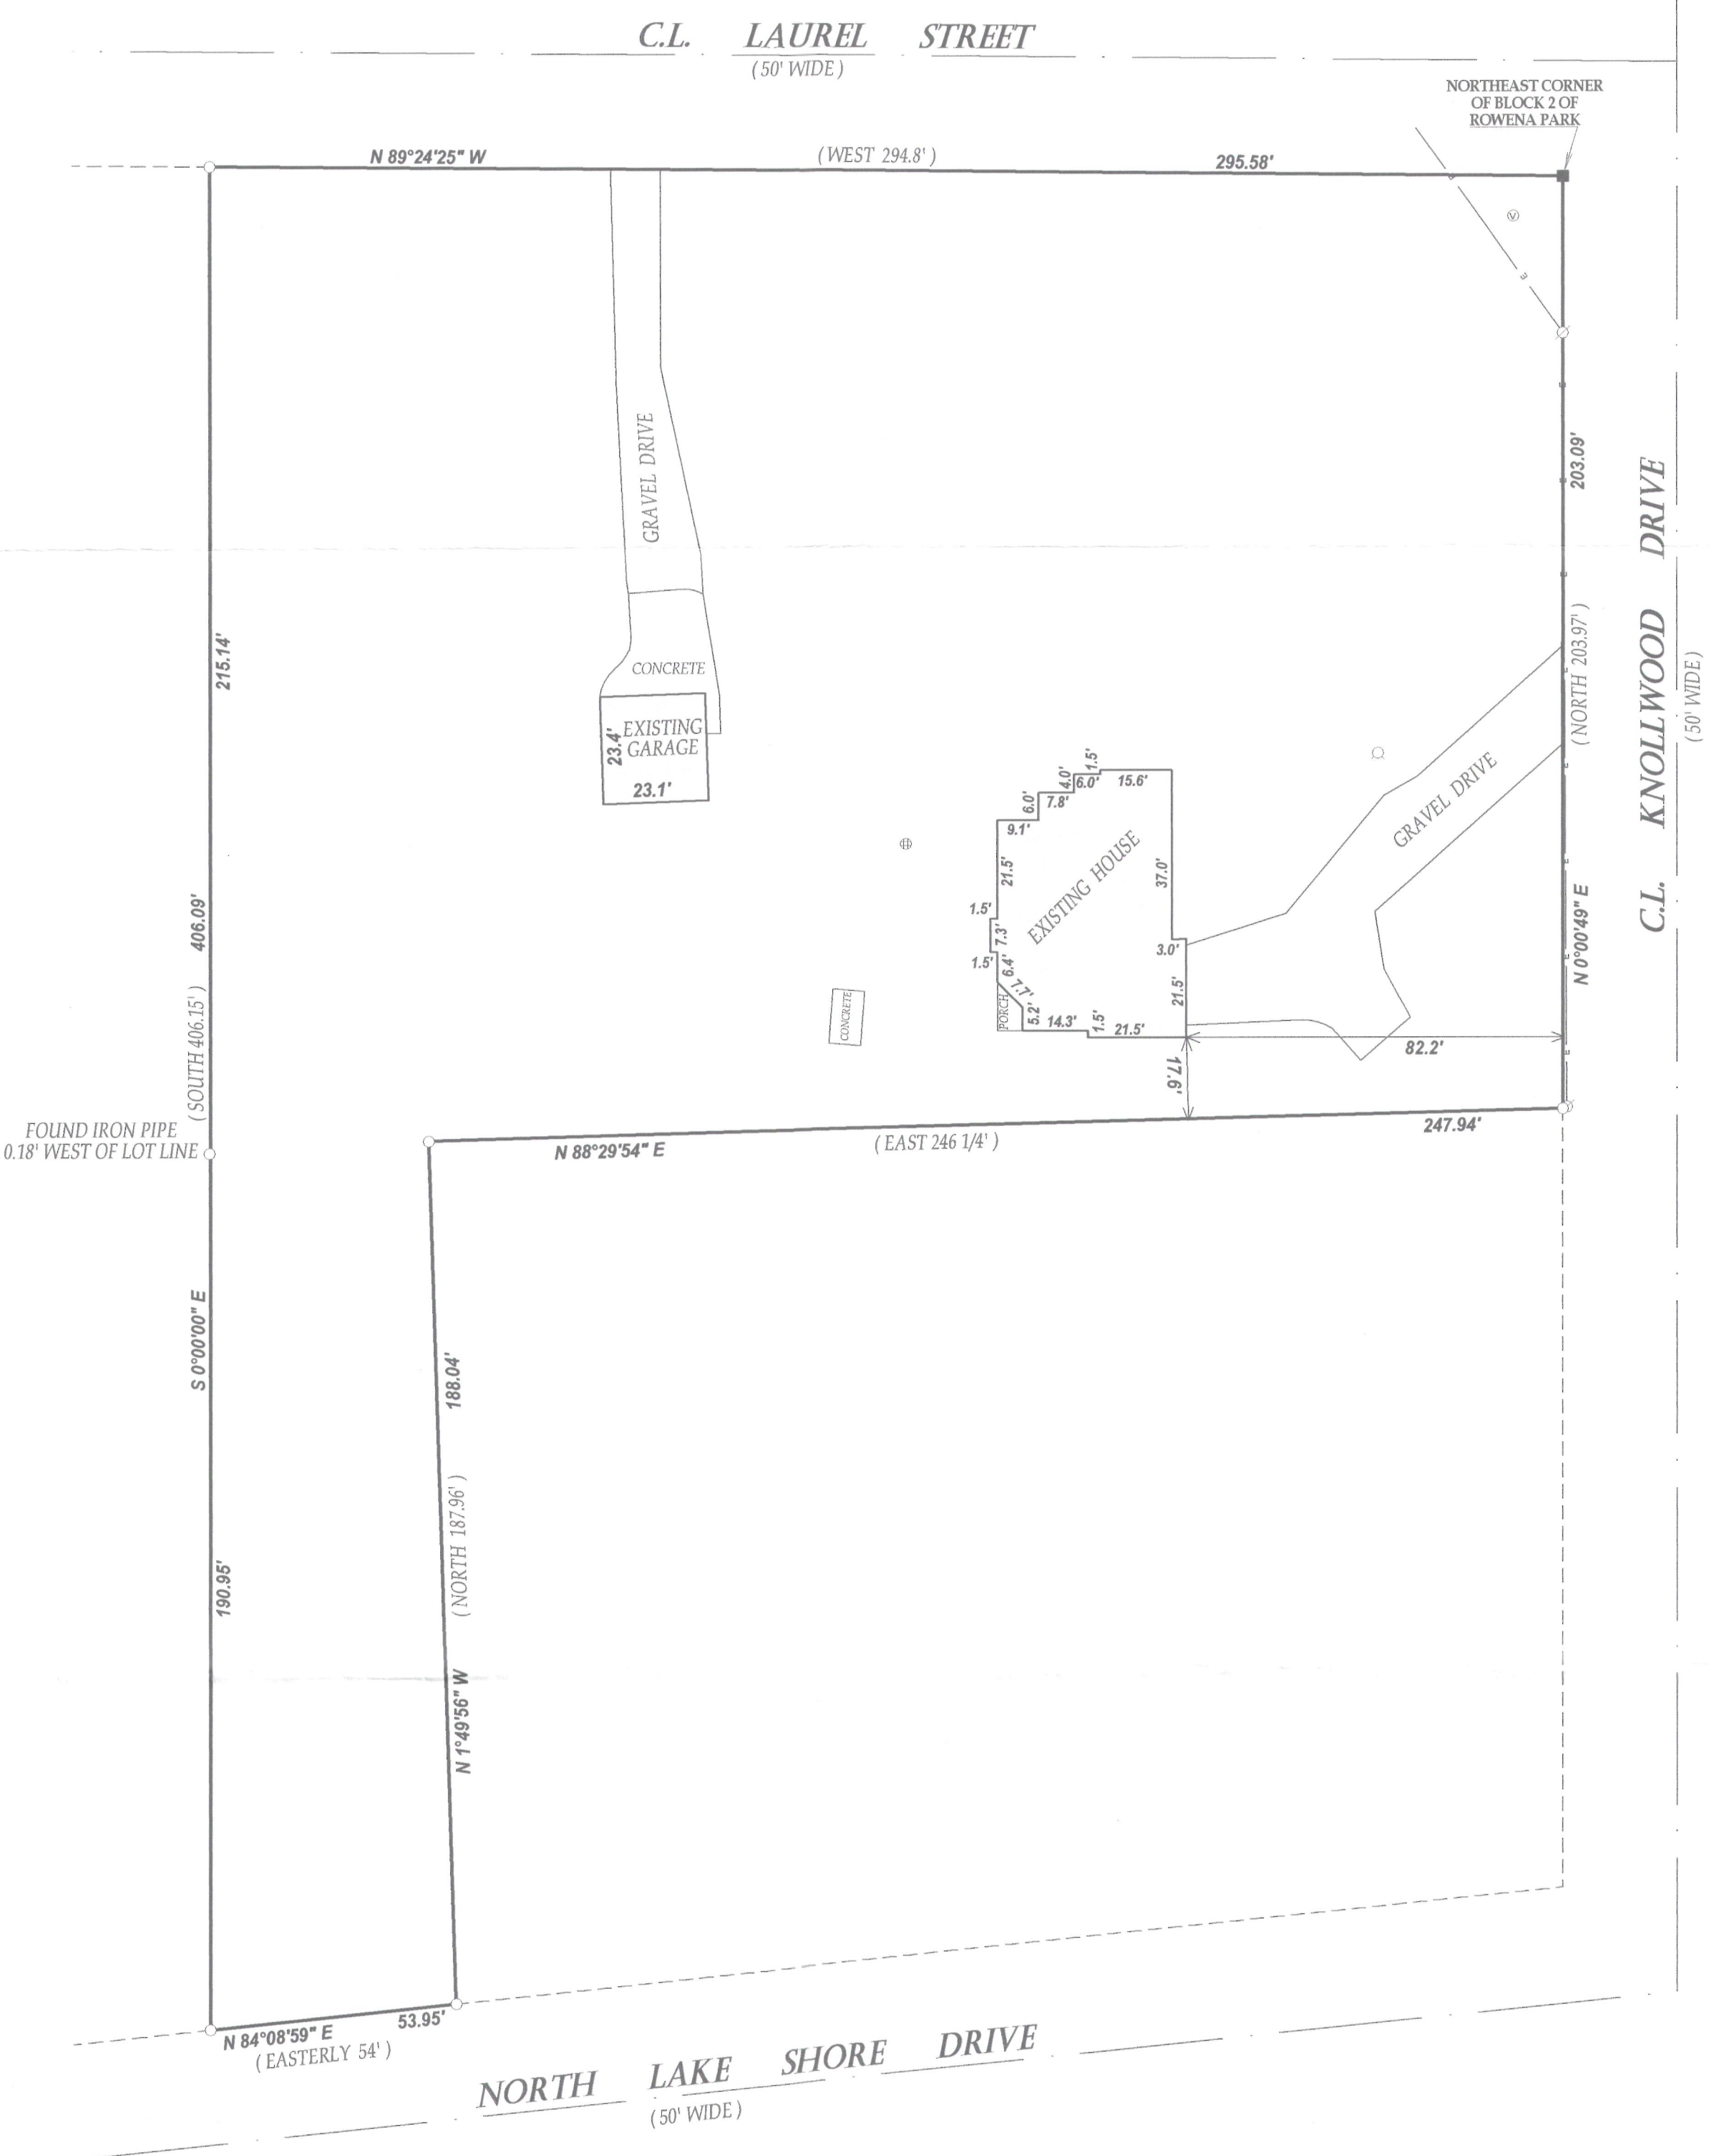 C.L. LAUREL STREET
( 50' WIDE )
NORTHEAST CORNER
OF BLOCK 2 OF
ROWENA PARK
N 89°24'25" W
( WEST 294.8' )
295.58'
V
E
203.09'
GRAVEL DRIVE
C.L. KNOLLWOOD DRIVE
( 50' WIDE )
( NORTH 203.97' )
N 0°00'49" E
215.14'
CONCRETE
EXISTING
GARAGE
23.4'
23.1'
1.5'
4.0'
6.0'
15.6'
6.0'
7.8'
9.1'
GRAVEL DRIVE
EXISTING HOUSE
21.5'
37.0'
1.5'
7.3'
3.0'
1.5'
6.4'
7.7'
21.5'
PORCH
5.2'
14.3'
1.5'
21.5'
CONCRETE
82.2'
17.6'
406.09'
( SOUTH 406.15' )
FOUND IRON PIPE
0.18' WEST OF LOT LINE
247.94'
( EAST 246 1/4' )
N 88°29'54" E
S 0°00'00" E
188.04'
( NORTH 187.96' )
190.95'
N 1°49'56" W
53.95'
N 84°08'59" E
( EASTERLY 54' )
NORTH LAKE SHORE DRIVE
( 50' WIDE )